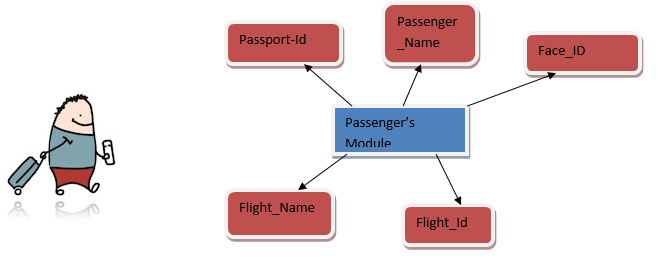 Passport-Id
Passenger
_Name
Face_ID
Passenger's
Module
Flight_Name
Flight_Id